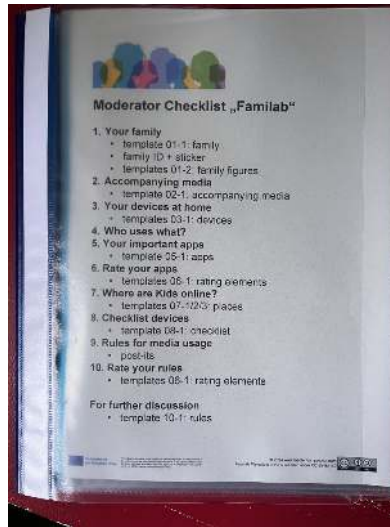 Moderator Checklist „Familab“
1. Your family
• template 01-1: family
• family ID + sticker
• templates 01-2: family figures
2. Accompanying media
• template 02-1: accompanying media
3. Your devices at home
• templates 03-1: devices
4. Who uses what?
5. Your important apps
• template 05-1: apps
6. Rate your apps
• templates 06-1: rating elements
7. Where are Kids online?
• templates 07-1/2/3: places
8. Checklist devices
• template 08-1: checklist
9. Rules for media usage
• post-its
10. Rate your rules
• templates 06-1: rating elements
For further discussion
• template 10-1: rules